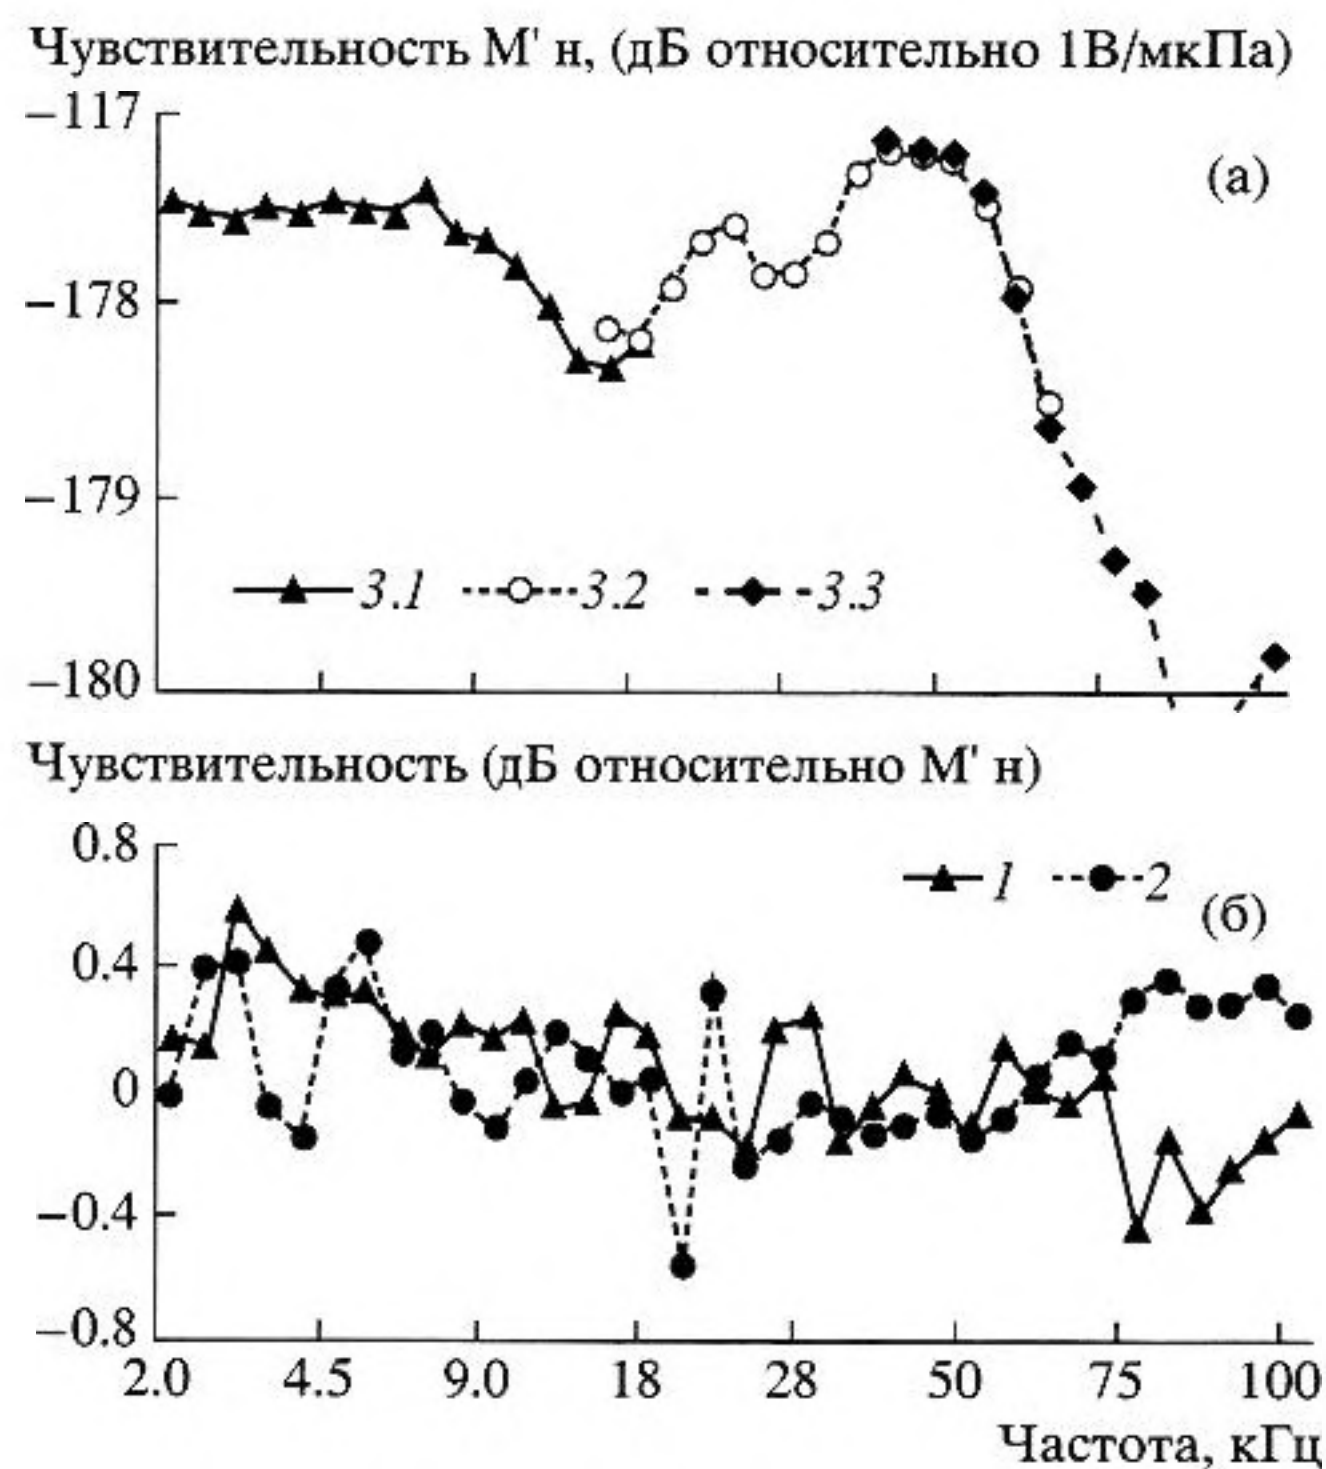 Чувствительность М' н, (дБ относительно 1В/мкПа)
–117
(а)
–178
–179
3.1 3.2 3.3
–180
Чувствительность (дБ относительно М' н)
0.8
1 2
(б)
0.4
0
–0.4
–0.8
2.0 4.5 9.0 18 28 50 75 100
Частота, кГц